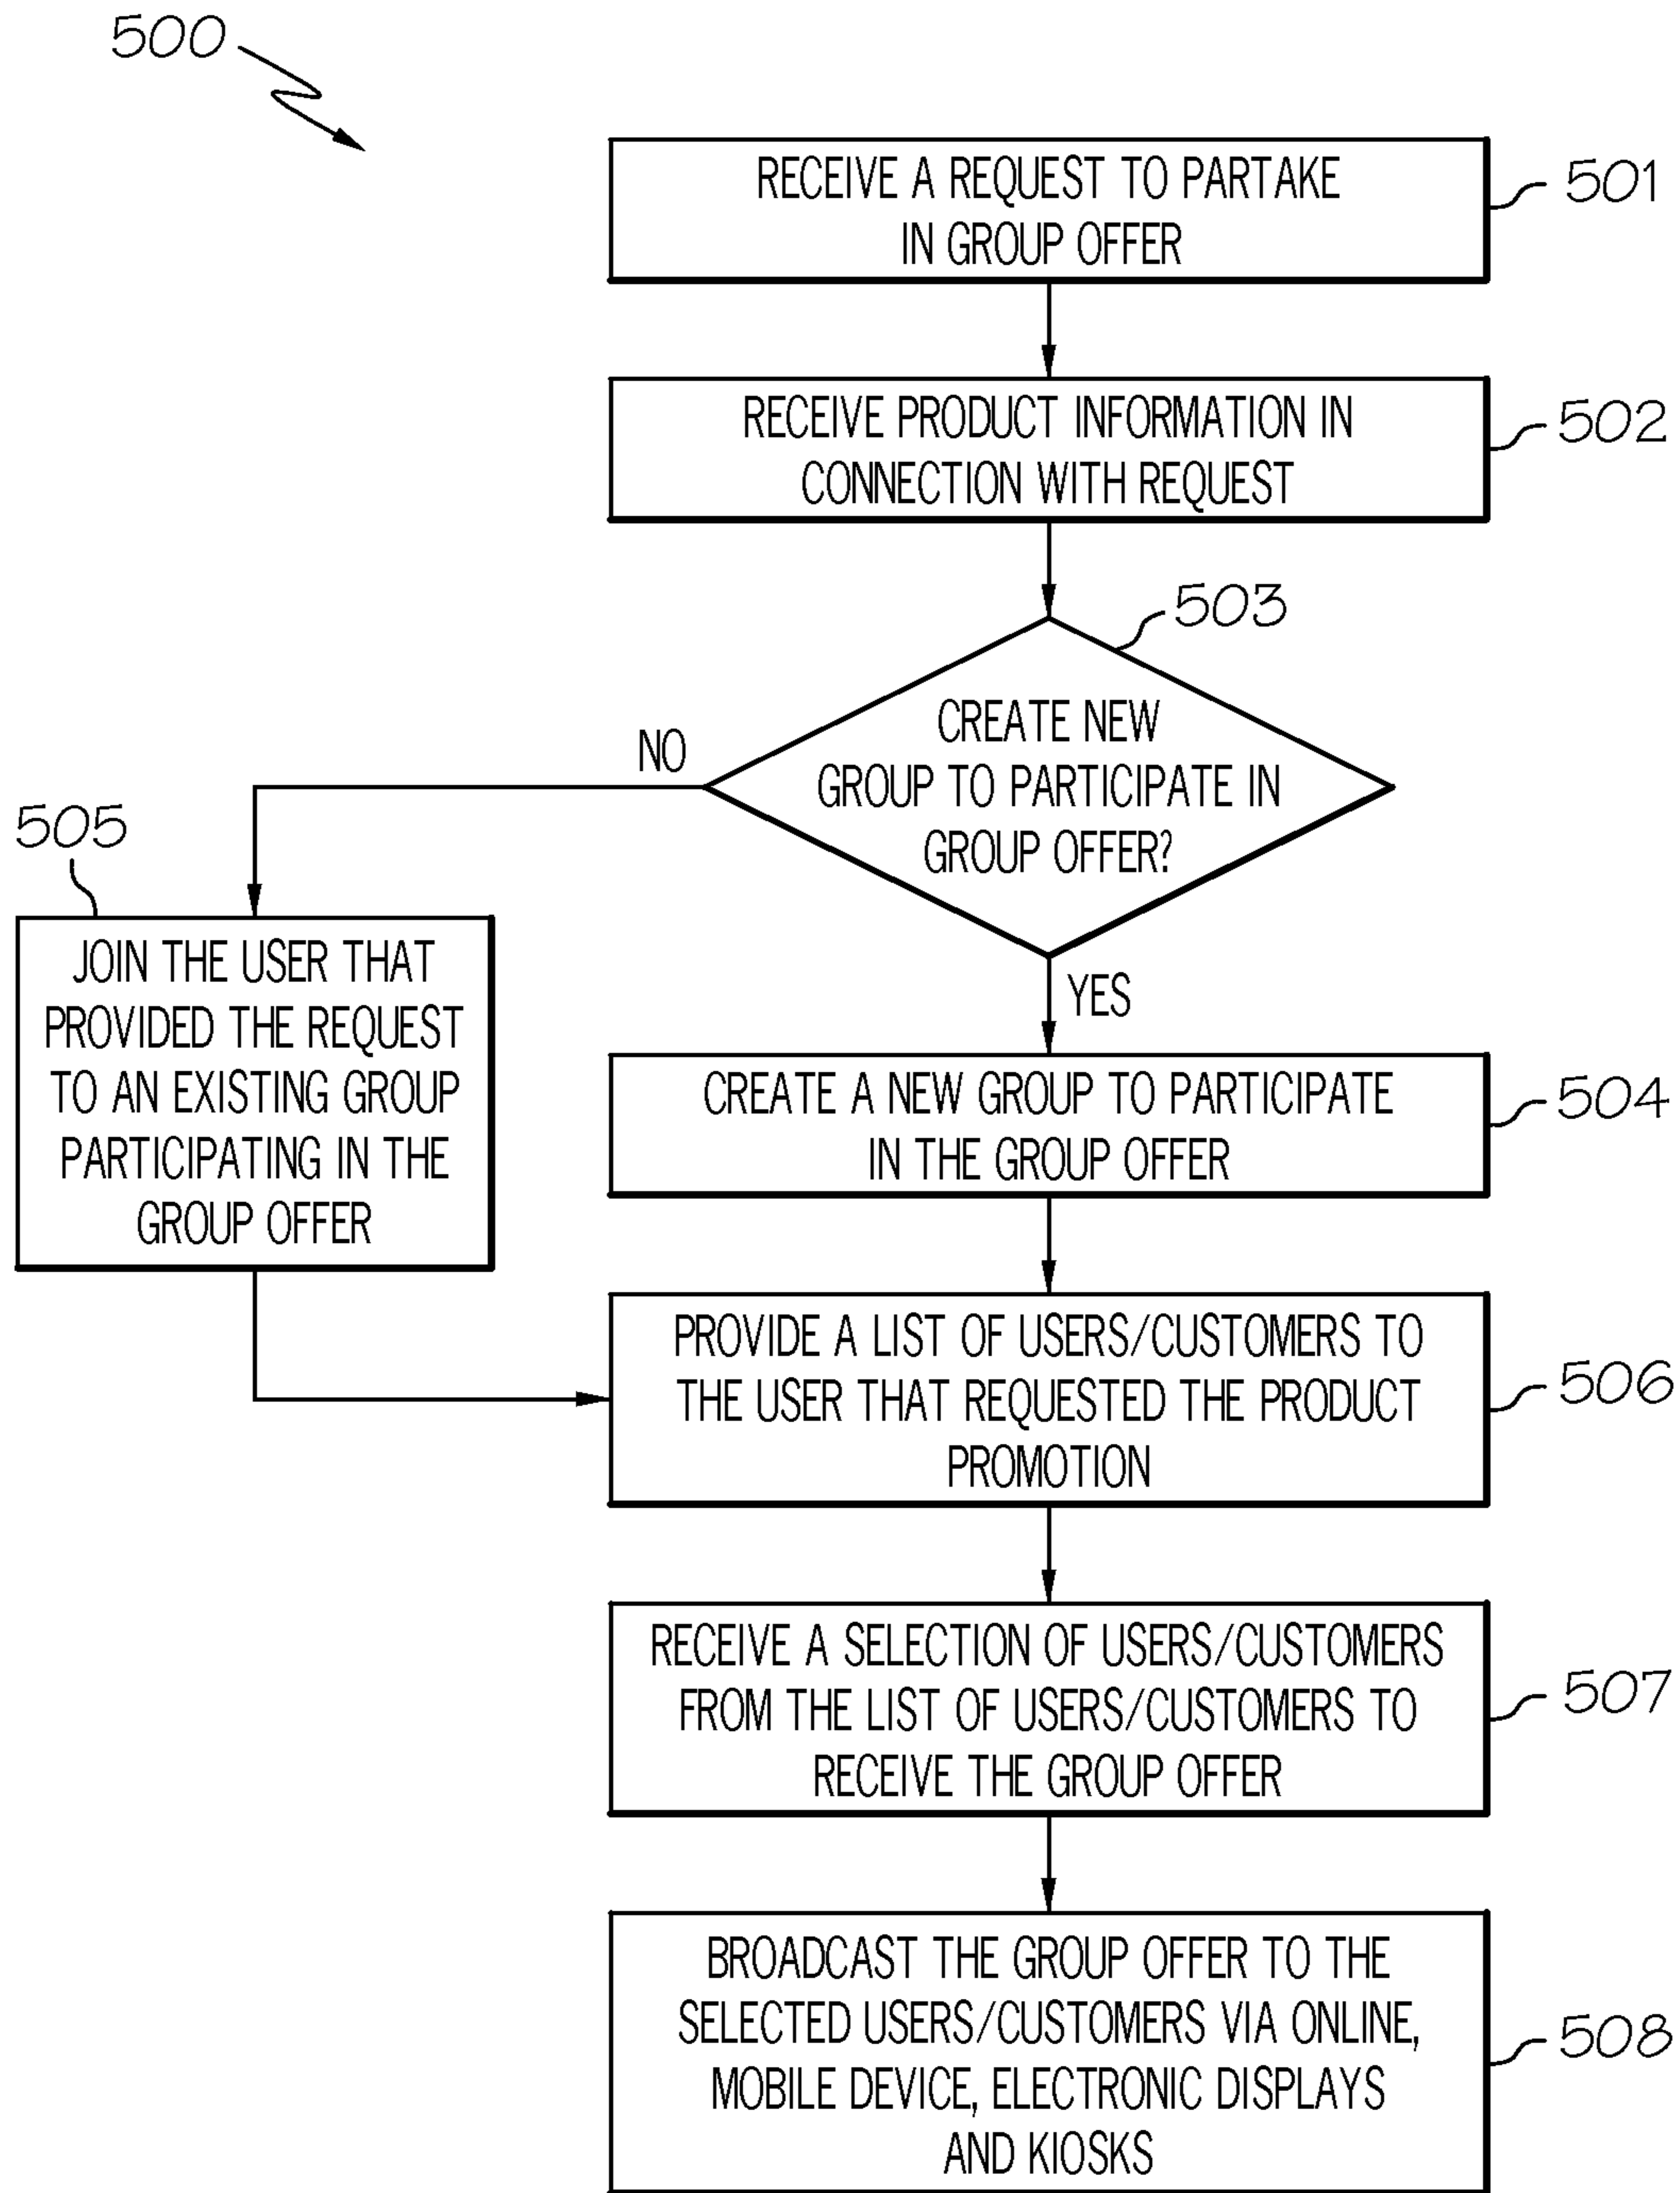 500
RECEIVE A REQUEST TO PARTAKE
IN GROUP OFFER
501
RECEIVE PRODUCT INFORMATION IN
CONNECTION WITH REQUEST
502
503
CREATE NEW
GROUP TO PARTICIPATE IN
GROUP OFFER?
NO
YES
505
JOIN THE USER THAT
PROVIDED THE REQUEST
TO AN EXISTING GROUP
PARTICIPATING IN THE
GROUP OFFER
CREATE A NEW GROUP TO PARTICIPATE
IN THE GROUP OFFER
504
PROVIDE A LIST OF USERS/CUSTOMERS TO
THE USER THAT REQUESTED THE PRODUCT
PROMOTION
506
RECEIVE A SELECTION OF USERS/CUSTOMERS
FROM THE LIST OF USERS/CUSTOMERS TO
RECEIVE THE GROUP OFFER
507
BROADCAST THE GROUP OFFER TO THE
SELECTED USERS/CUSTOMERS VIA ONLINE,
MOBILE DEVICE, ELECTRONIC DISPLAYS
AND KIOSKS
508